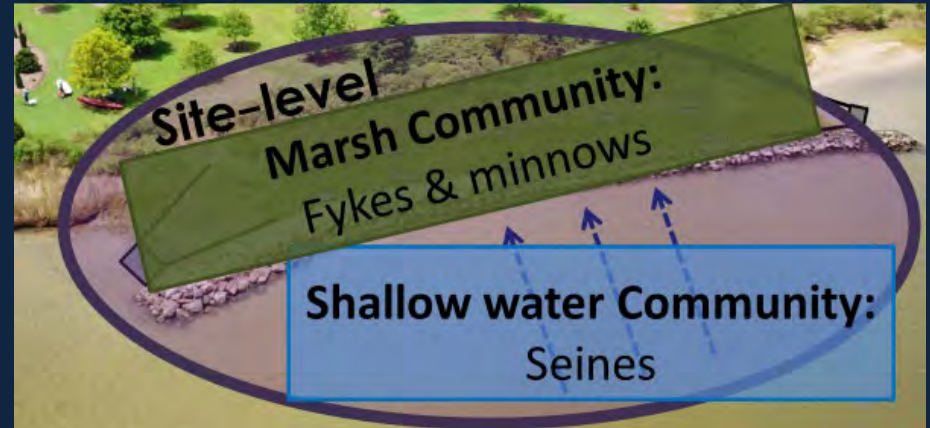 Site-level
Marsh Community:
Fykes & minnows
Shallow water Community:
Seines